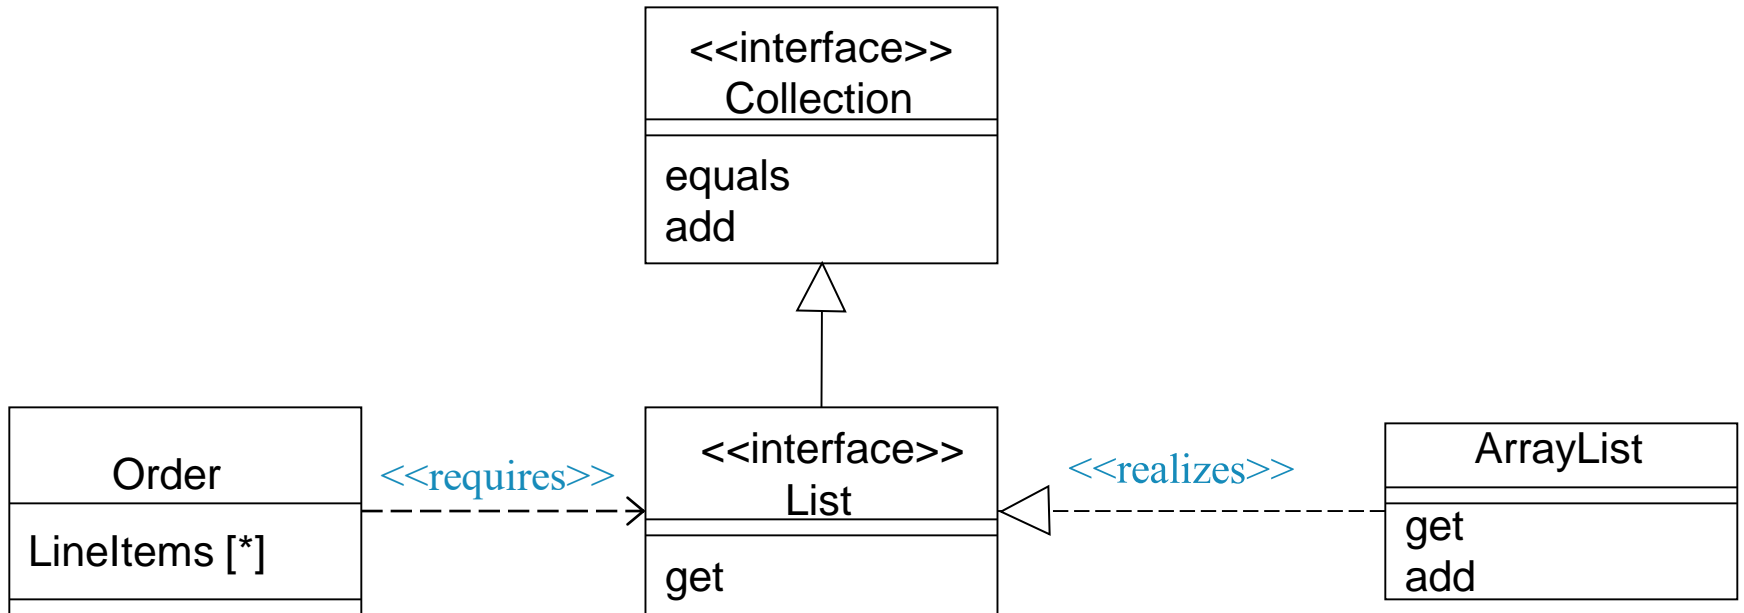 <<interface>>
Collection
equals
add
Order
LineItems [*]
<<requires>>
<<interface>>
List
get
<<realizes>>
ArrayList
get
add